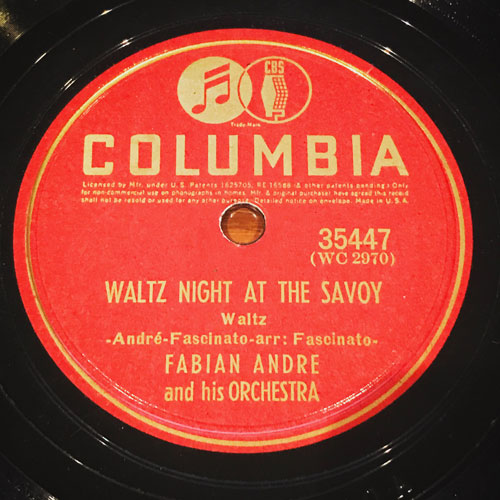 CBS
Trade Mark
COLUMBIA
Licensed by Mfr. under U.S. Patents 1625705, RE 16588 (& other patents pending) Only
for non-commercial use on phonographs in homes. Mfr. & original purchaser have agreed this record
shall not be resold or used for any other purpose. Detailed notice on envelope. Made in U.S.A.
35447
(WC 2970)
WALTZ NIGHT AT THE SAVOY
Waltz
-André-Fascinato-arr: Fascinato-
FABIAN ANDRE
and his ORCHESTRA